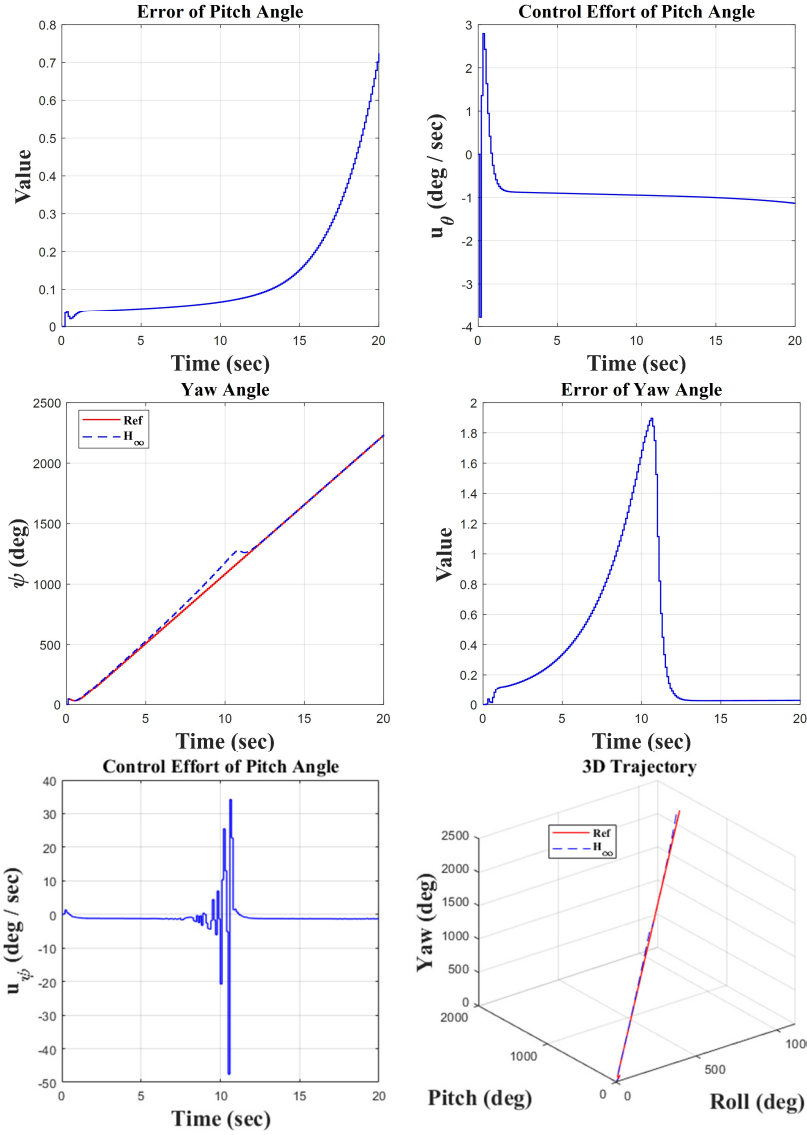 Error of Pitch Angle
Value
0.8
0.7
0.6
0.5
0.4
0.3
0.2
0.1
0
0 5 10 15 20
Time (sec)
Control Effort of Pitch Angle
u_θ (deg / sec)
3
2
1
0
-1
-2
-3
-4
0 5 10 15 20
Time (sec)
Yaw Angle
ψ (deg)
2500
2000
1500
1000
500
0
Ref
H∞
0 5 10 15 20
Time (sec)
Error of Yaw Angle
Value
2
1.8
1.6
1.4
1.2
1
0.8
0.6
0.4
0.2
0
0 5 10 15 20
Time (sec)
Control Effort of Pitch Angle
u_ψ̇ (deg / sec)
40
30
20
10
0
-10
-20
-30
-40
-50
0 5 10 15 20
Time (sec)
3D Trajectory
Ref
H∞
Yaw (deg)
2500
2000
1500
1000
500
0
2000
1000
0
Pitch (deg)
0
500
1000
Roll (deg)